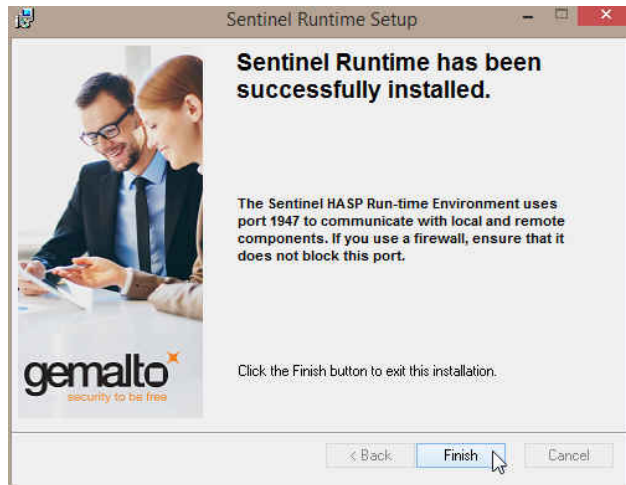 Sentinel Runtime Setup
Sentinel Runtime has been
successfully installed.
The Sentinel HASP Run-time Environment uses
port 1947 to communicate with local and remote
components. If you use a firewall, ensure that it
does not block this port.
gemalto
security to be free
Click the Finish button to exit this installation.
< Back
Finish
Cancel